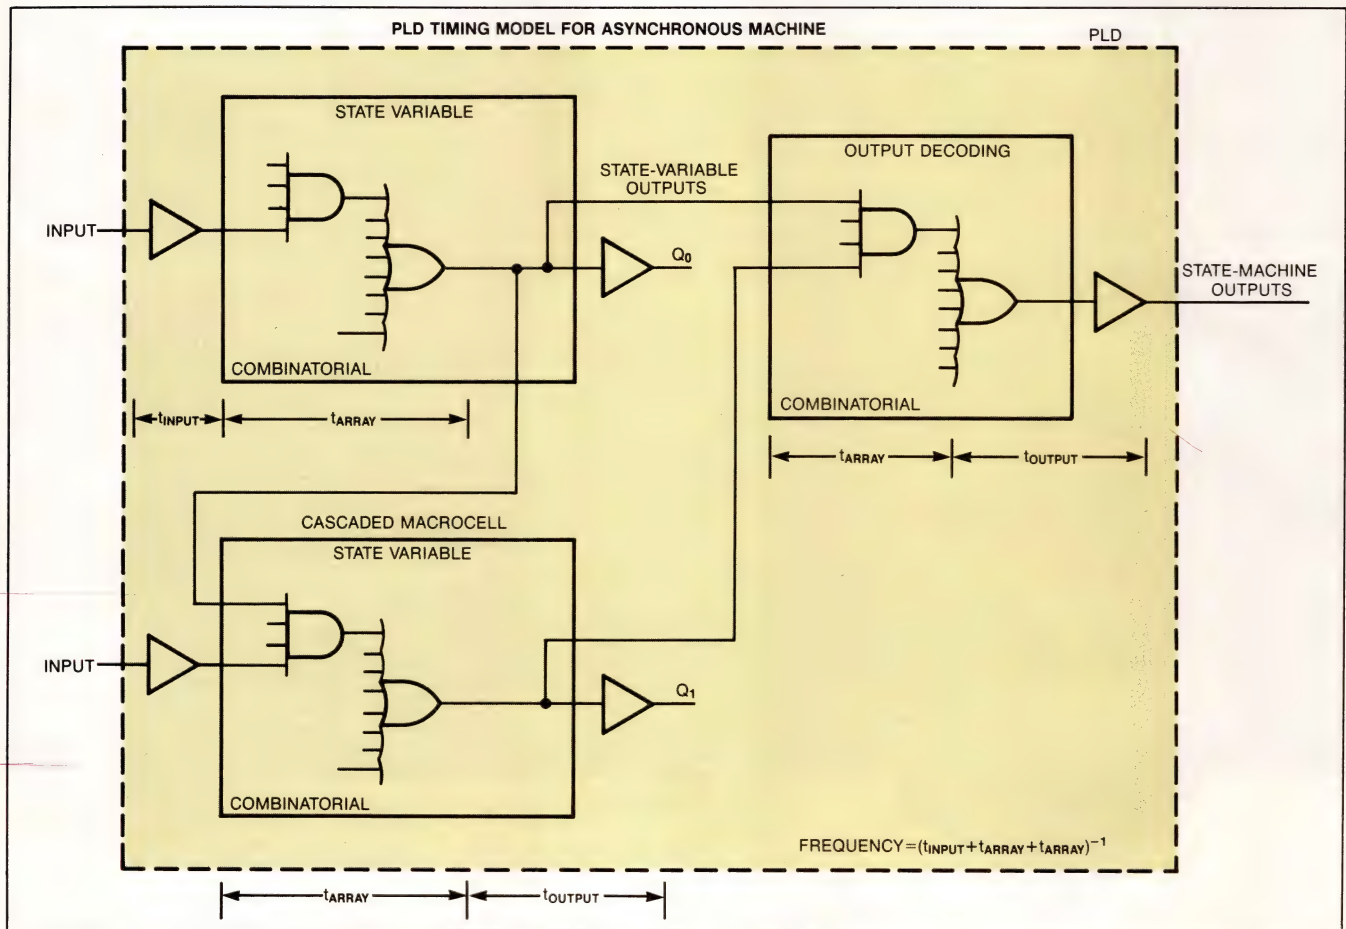 PLD TIMING MODEL FOR ASYNCHRONOUS MACHINE
PLD
STATE VARIABLE
INPUT
COMBINATORIAL
STATE-VARIABLE
OUTPUTS
Q0
OUTPUT DECODING
COMBINATORIAL
STATE-MACHINE
OUTPUTS
tINPUT
tARRAY
tARRAY
tOUTPUT
CASCADED MACROCELL
STATE VARIABLE
INPUT
COMBINATORIAL
Q1
FREQUENCY=(tINPUT+tARRAY+tARRAY)−1
tARRAY
tOUTPUT